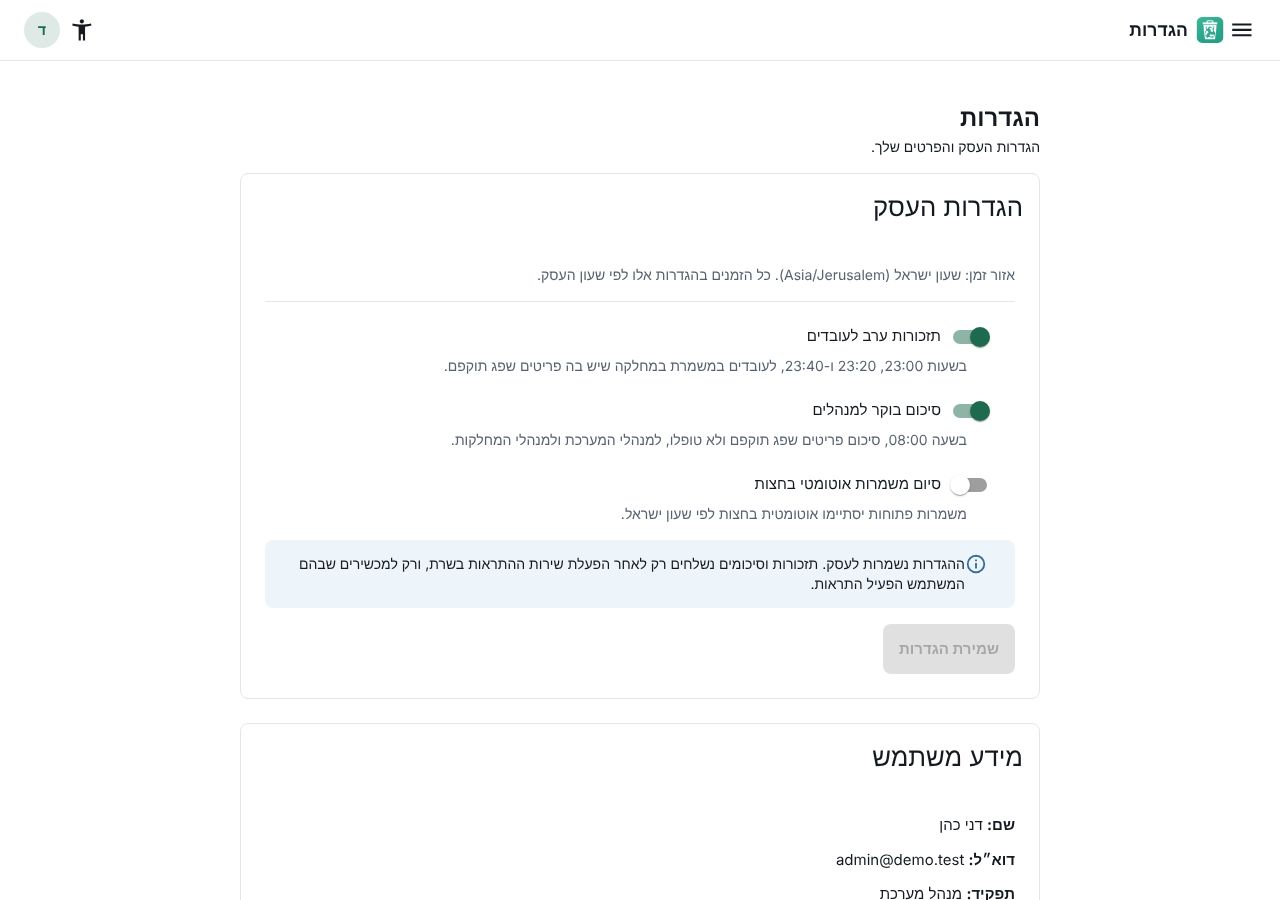 הגדרות
ד
הגדרות
הגדרות העסק והפרטים שלך.
הגדרות העסק
אזור זמן: שעון ישראל (Asia/Jerusalem). כל הזמנים בהגדרות אלו לפי שעון העסק.
תזכורות ערב לעובדים
בשעות 23:00, 23:20 ו-23:40, לעובדים במשמרת במחלקה שיש בה פריטים שפג תוקפם.
סיכום בוקר למנהלים
בשעה 08:00, סיכום פריטים שפג תוקפם ולא טופלו, למנהלי המערכת ולמנהלי המחלקות.
סיום משמרות אוטומטי בחצות
משמרות פתוחות יסתיימו אוטומטית בחצות לפי שעון ישראל.
ההגדרות נשמרות לעסק. תזכורות וסיכומים נשלחים רק לאחר הפעלת שירות ההתראות בשרת, ורק למכשירים שבהם
המשתמש הפעיל התראות.
שמירת הגדרות
מידע משתמש
שם: דני כהן
דוא״ל: admin@demo.test
תפקיד: מנהל מערכת